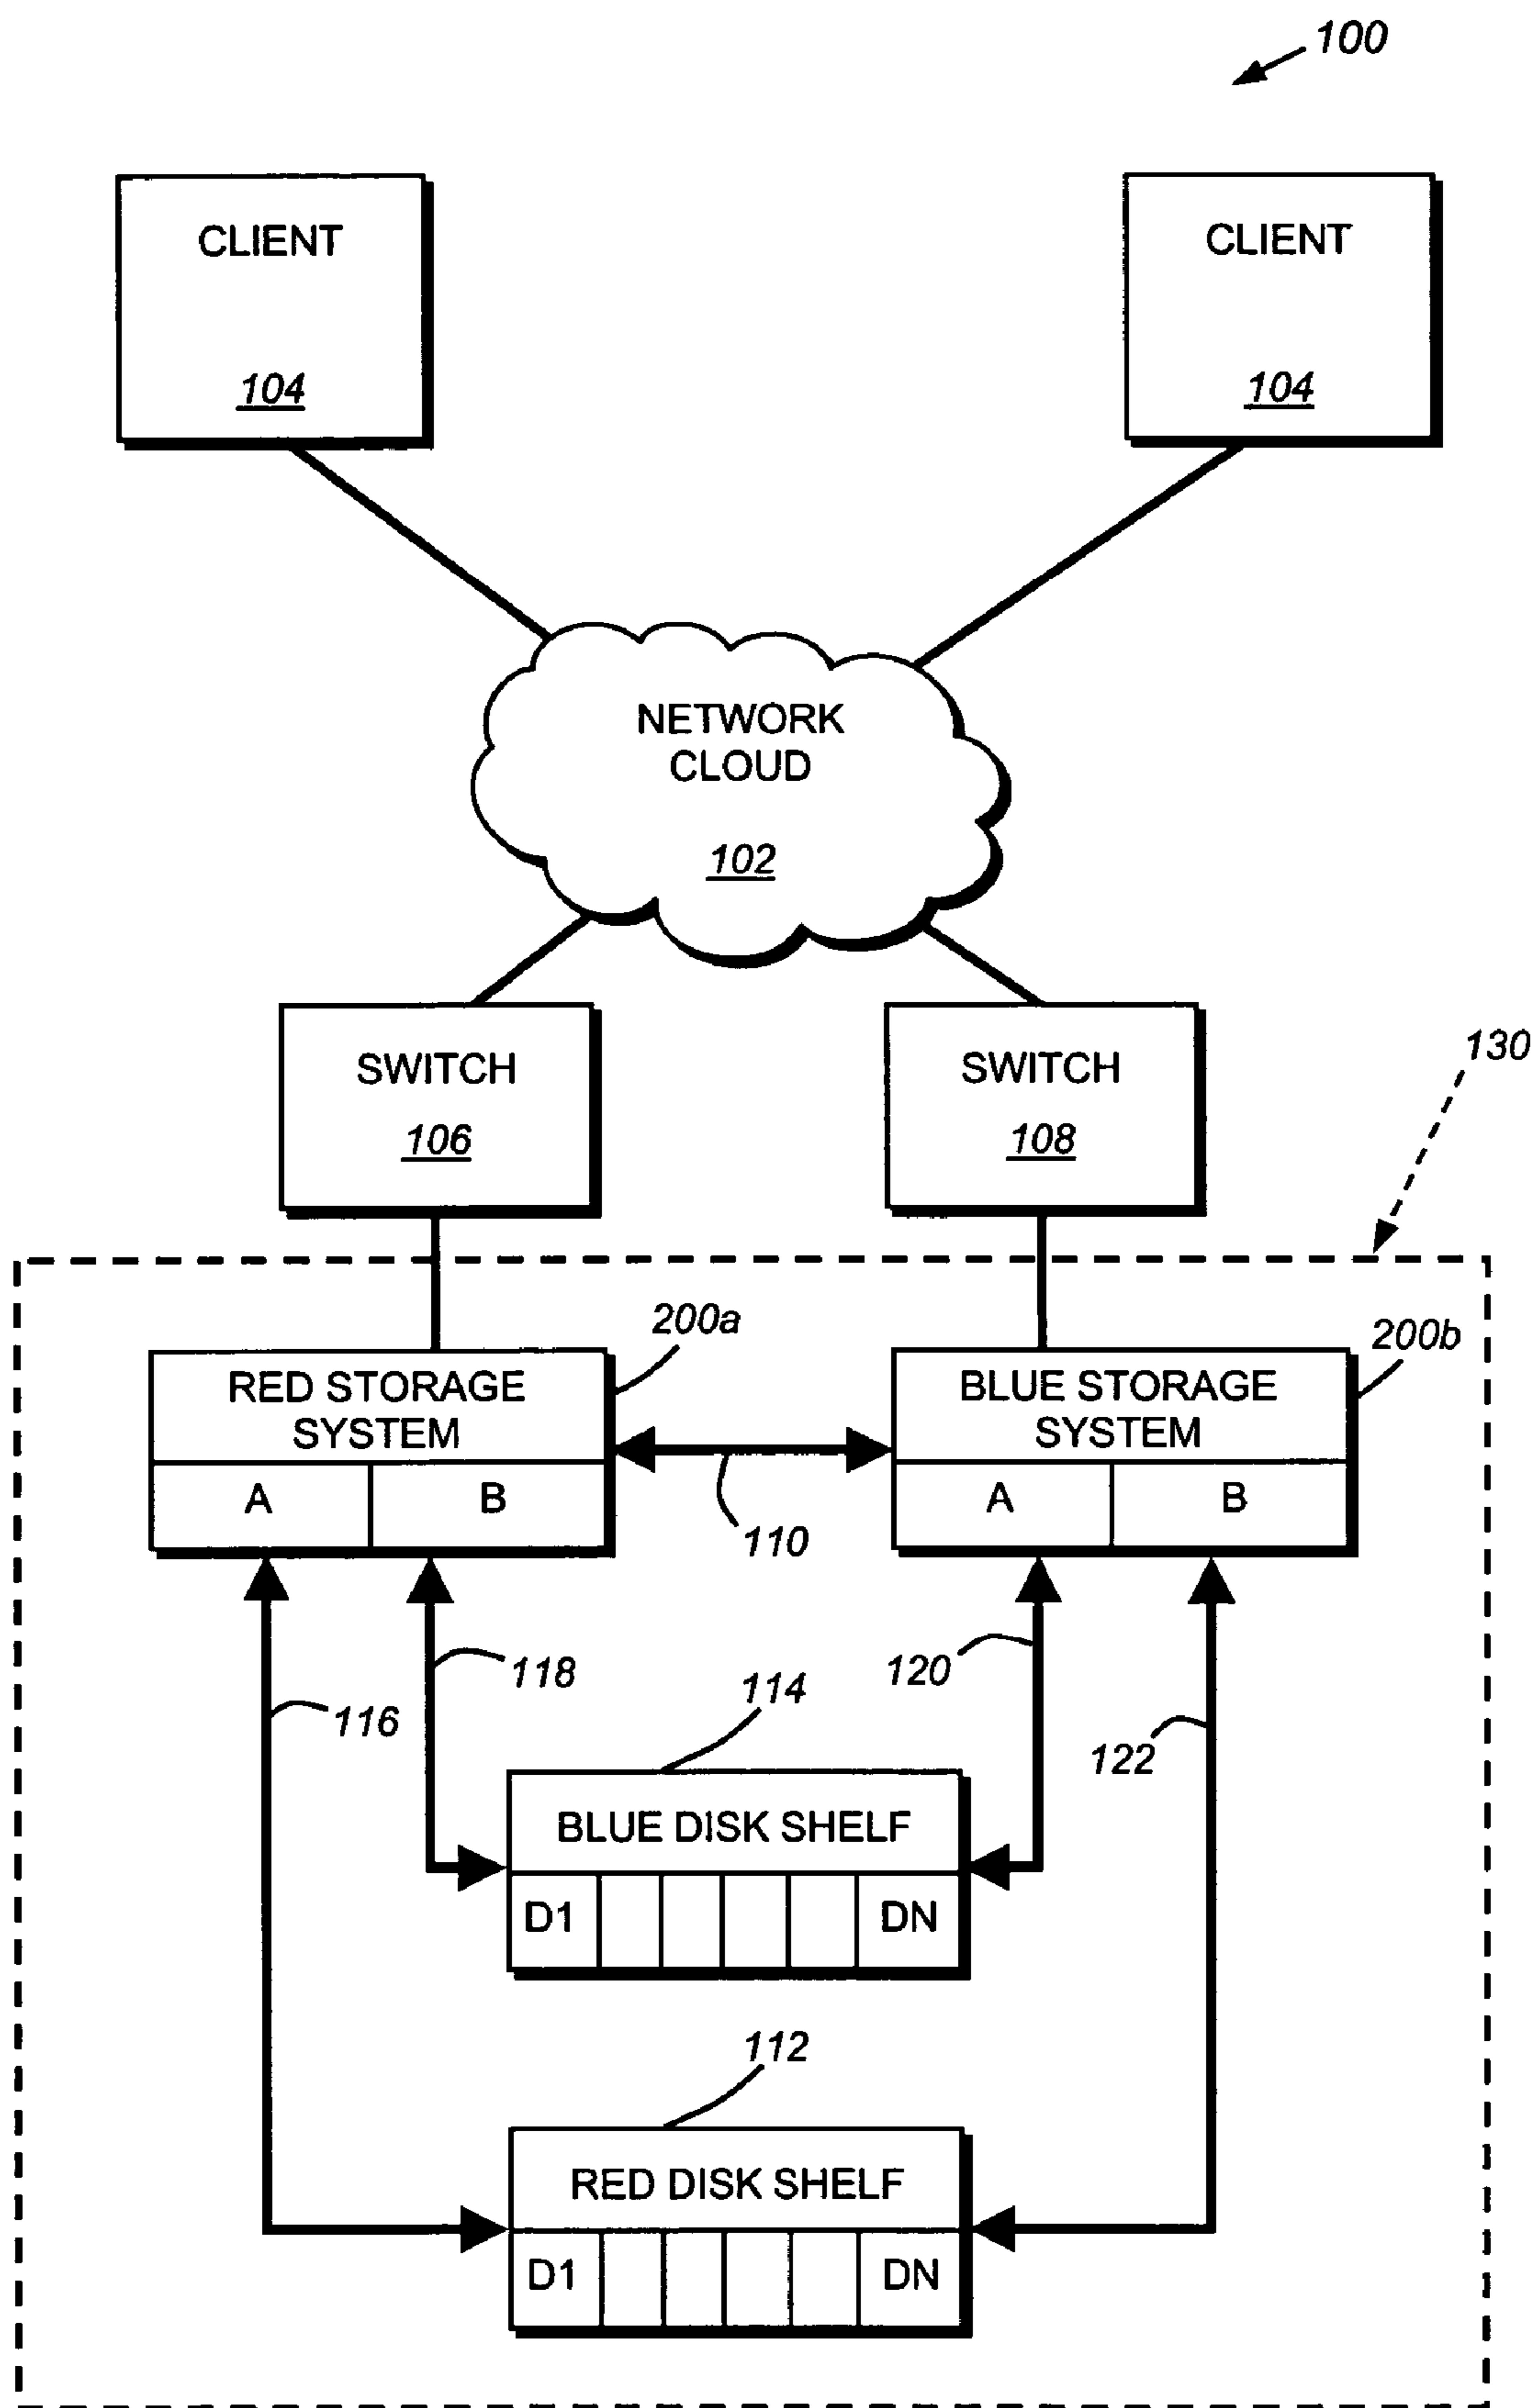 100
CLIENT
104
CLIENT
104
NETWORK
CLOUD
102
SWITCH
106
SWITCH
108
130
200a
200b
RED STORAGE
SYSTEM
A
B
BLUE STORAGE
SYSTEM
A
B
110
116
118
114
120
122
BLUE DISK SHELF
D1
DN
112
RED DISK SHELF
D1
DN